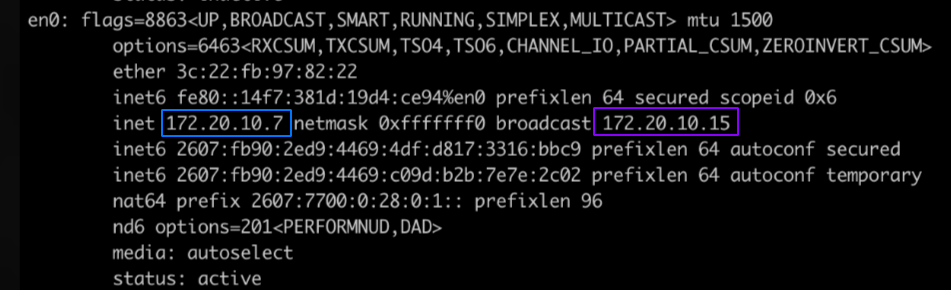 en0: flags=8863<UP,BROADCAST,SMART,RUNNING,SIMPLEX,MULTICAST> mtu 1500
options=6463<RXCSUM,TXCSUM,TSO4,TSO6,CHANNEL_IO,PARTIAL_CSUM,ZEROINVERT_CSUM>
ether 3c:22:fb:97:82:22
inet6 fe80::14f7:381d:19d4:ce94%en0 prefixlen 64 secured scopeid 0x6
inet 172.20.10.7 netmask 0xfffffff0 broadcast 172.20.10.15
inet6 2607:fb90:2ed9:4469:4df:d817:3316:bbc9 prefixlen 64 autoconf secured
inet6 2607:fb90:2ed9:4469:c09d:b2b:7e7e:2c02 prefixlen 64 autoconf temporary
nat64 prefix 2607:7700:0:28:0:1:: prefixlen 96
nd6 options=201<PERFORMNUD,DAD>
media: autoselect
status: active